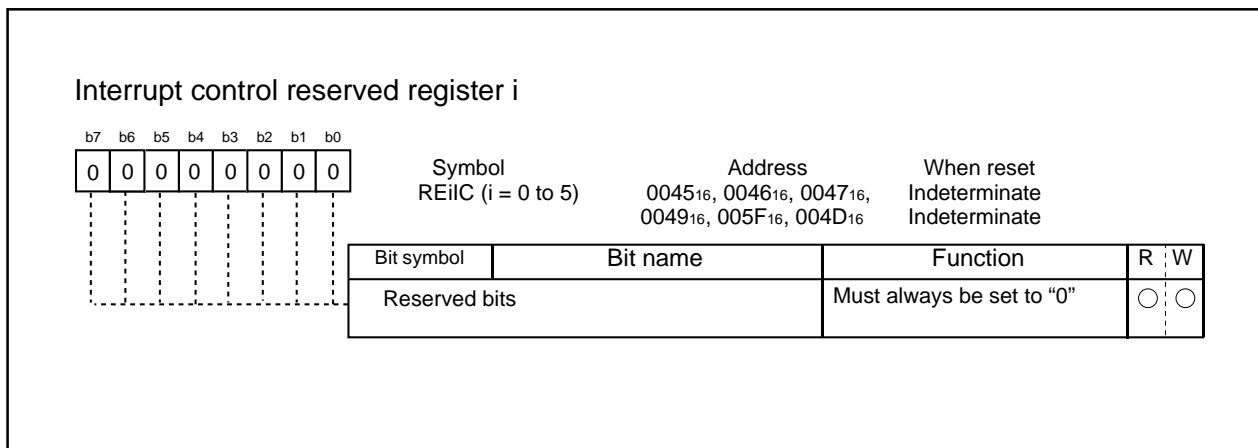 Interrupt control reserved register i
b7 b6 b5 b4 b3 b2 b1 b0
0 0 0 0 0 0 0 0
Symbol Address When reset
REiIC (i = 0 to 5) 004516, 004616, 004716, Indeterminate
004916, 005F16, 004D16 Indeterminate
Bit symbol Bit name Function R W
Reserved bits Must always be set to “0” ○ ○